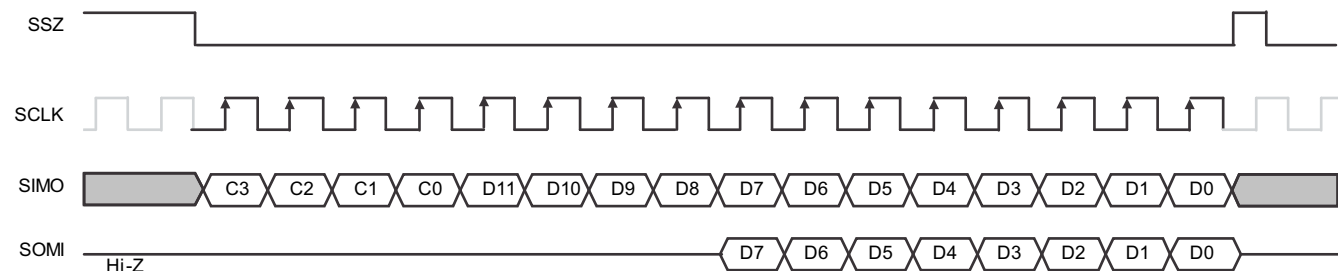 SSZ
SCLK
SIMO C3 C2 C1 C0 D11 D10 D9 D8 D7 D6 D5 D4 D3 D2 D1 D0
SOMI D7 D6 D5 D4 D3 D2 D1 D0
Hi-Z